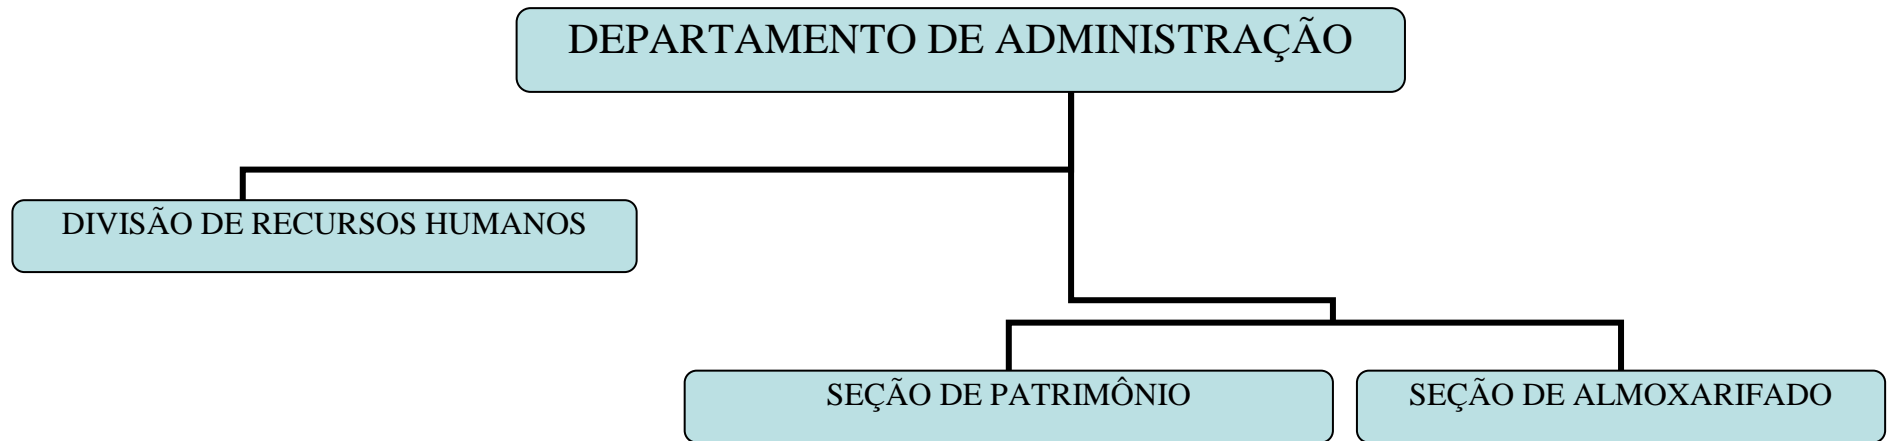 DEPARTAMENTO DE ADMINISTRAÇÃO
DIVISÃO DE RECURSOS HUMANOS
SEÇÃO DE PATRIMÔNIO
SEÇÃO DE ALMOXARIFADO